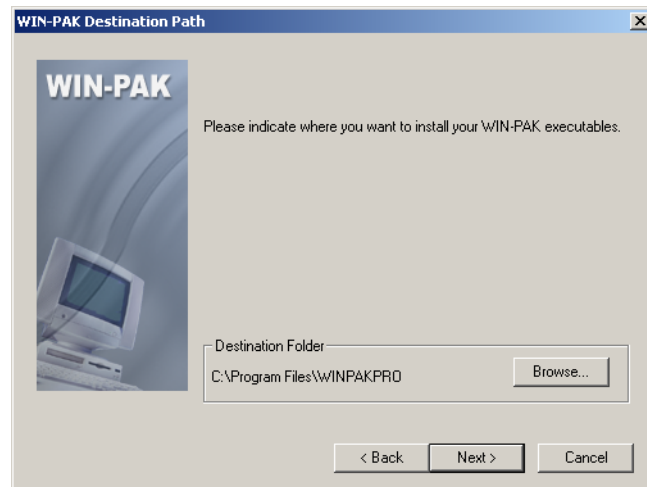 WIN-PAK Destination Path
WIN-PAK
Please indicate where you want to install your WIN-PAK executables.
Destination Folder
C:\Program Files\WINPAKPRO
Browse...
< Back
Next >
Cancel